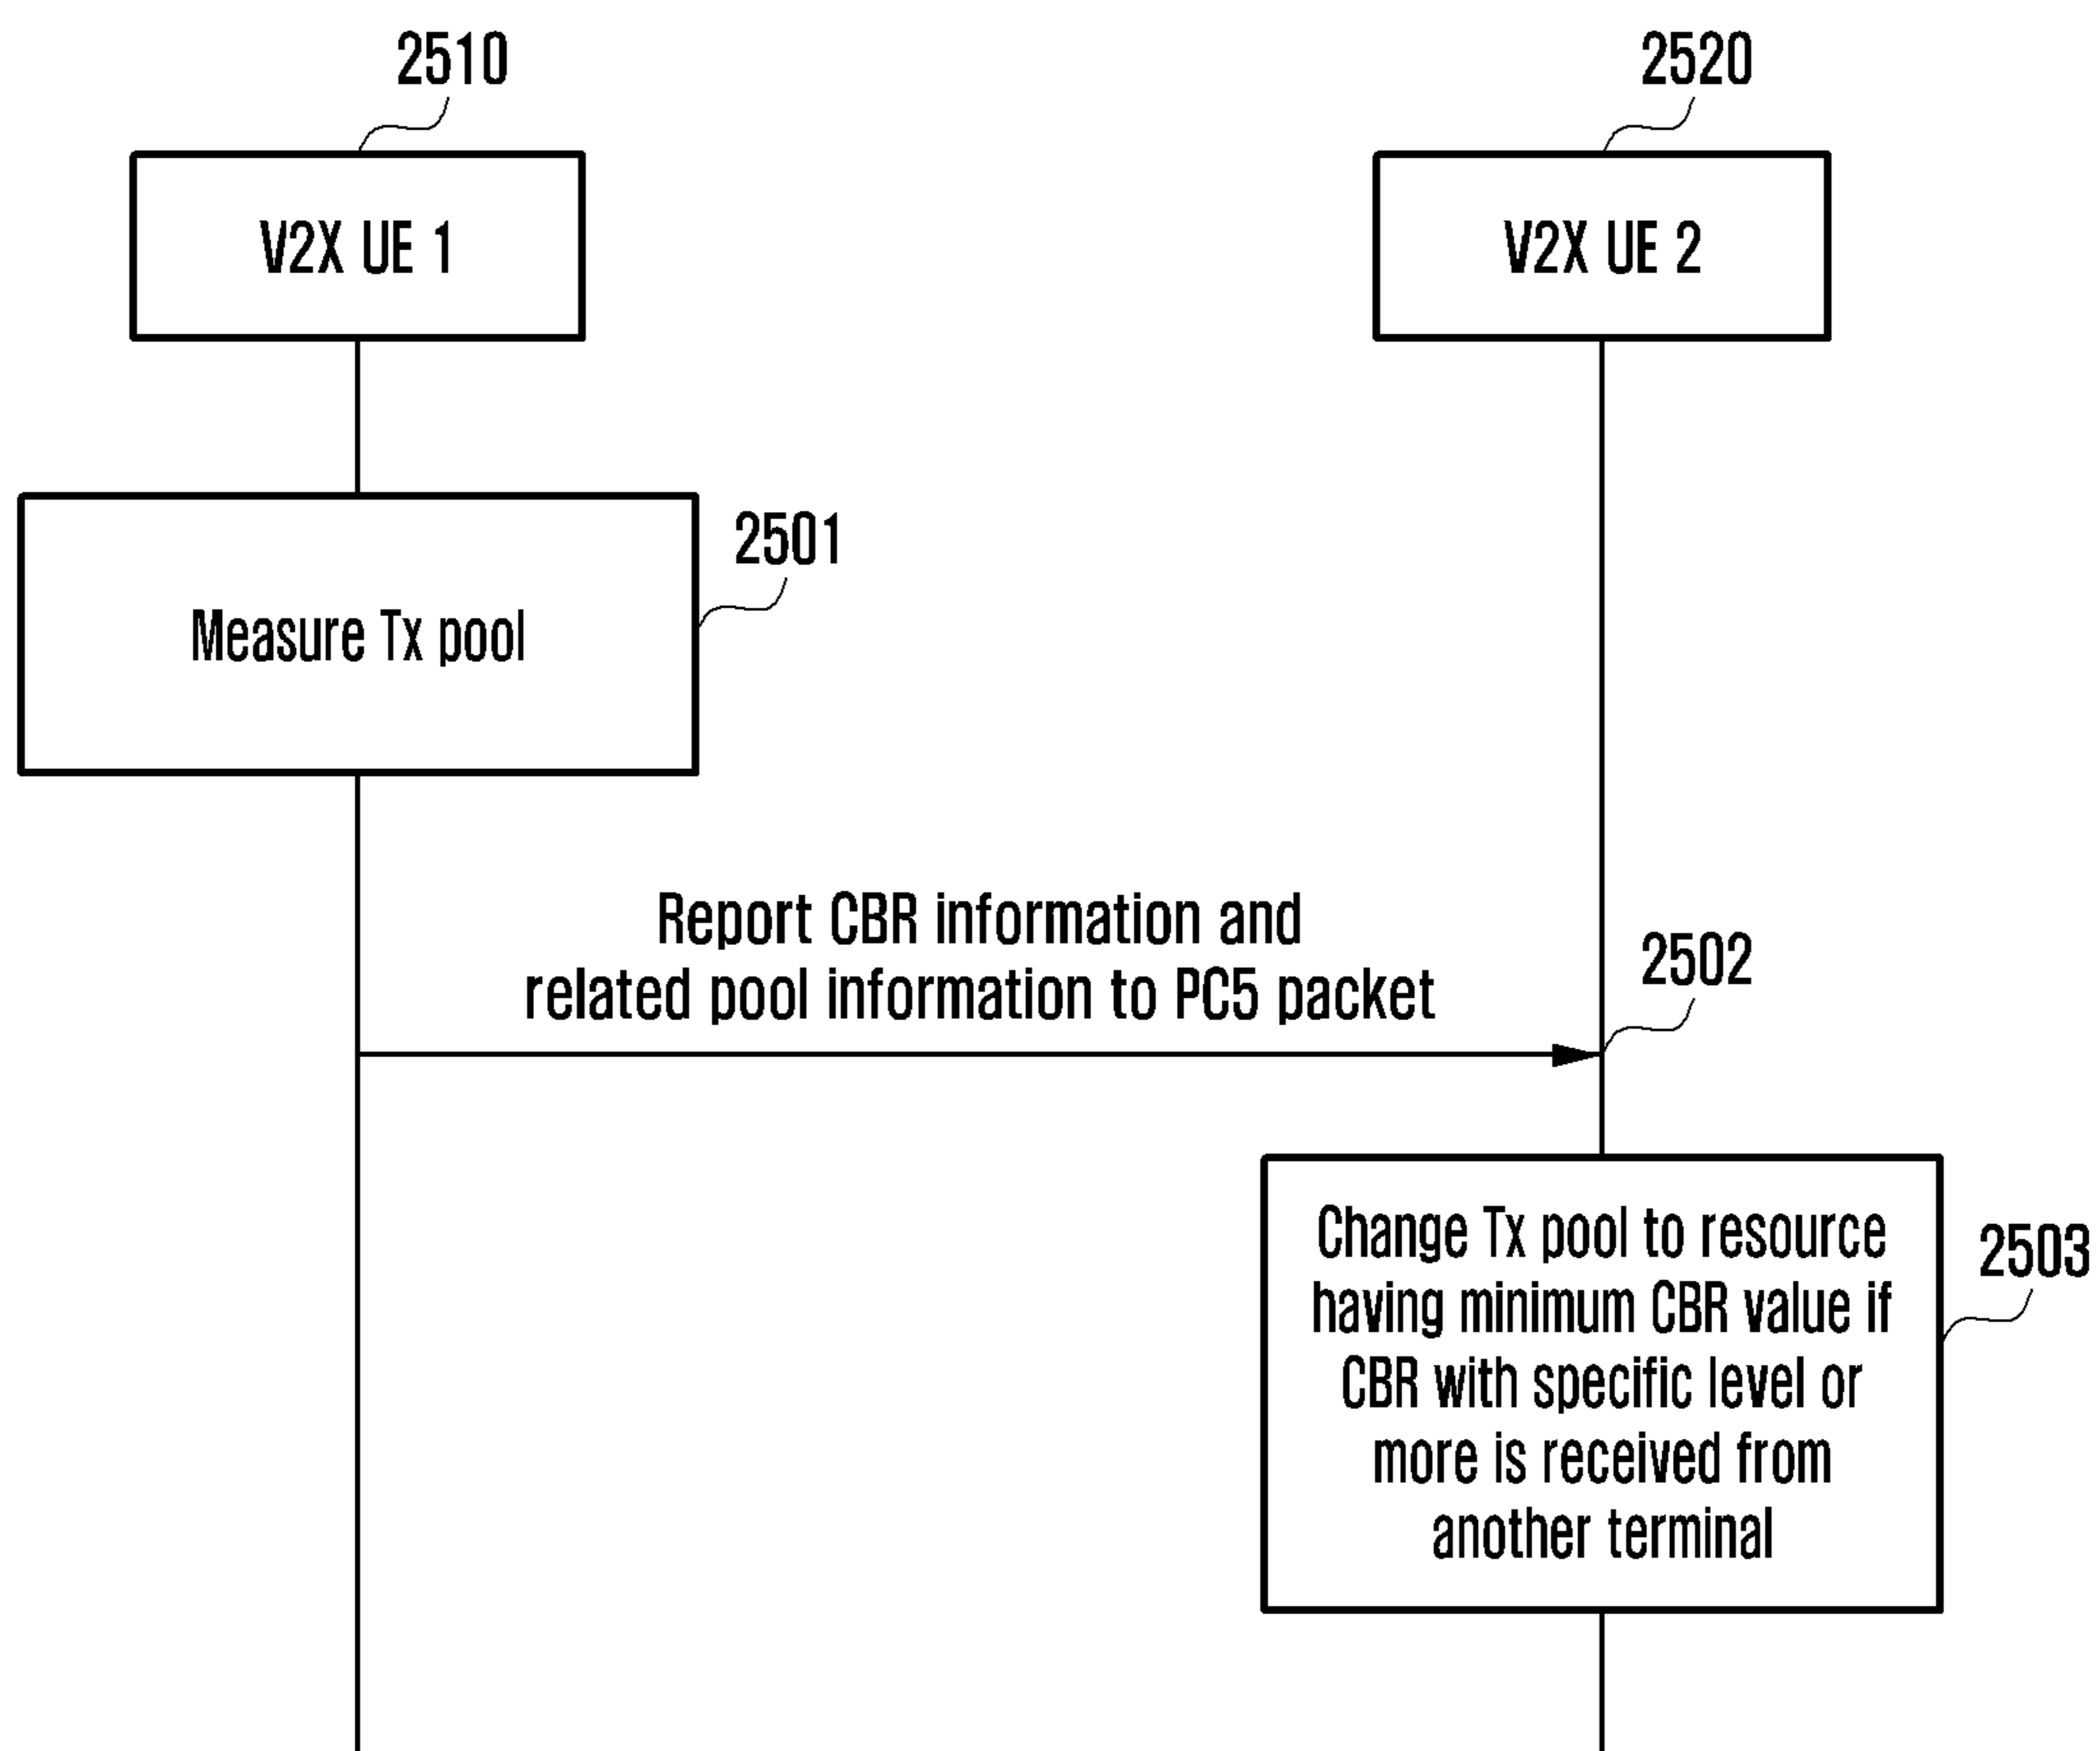 2510
2520
V2X UE 1
V2X UE 2
2501
Measure Tx pool
Report CBR information and
related pool information to PC5 packet
2502
Change Tx pool to resource
having minimum CBR value if
CBR with specific level or
more is received from
another terminal
2503